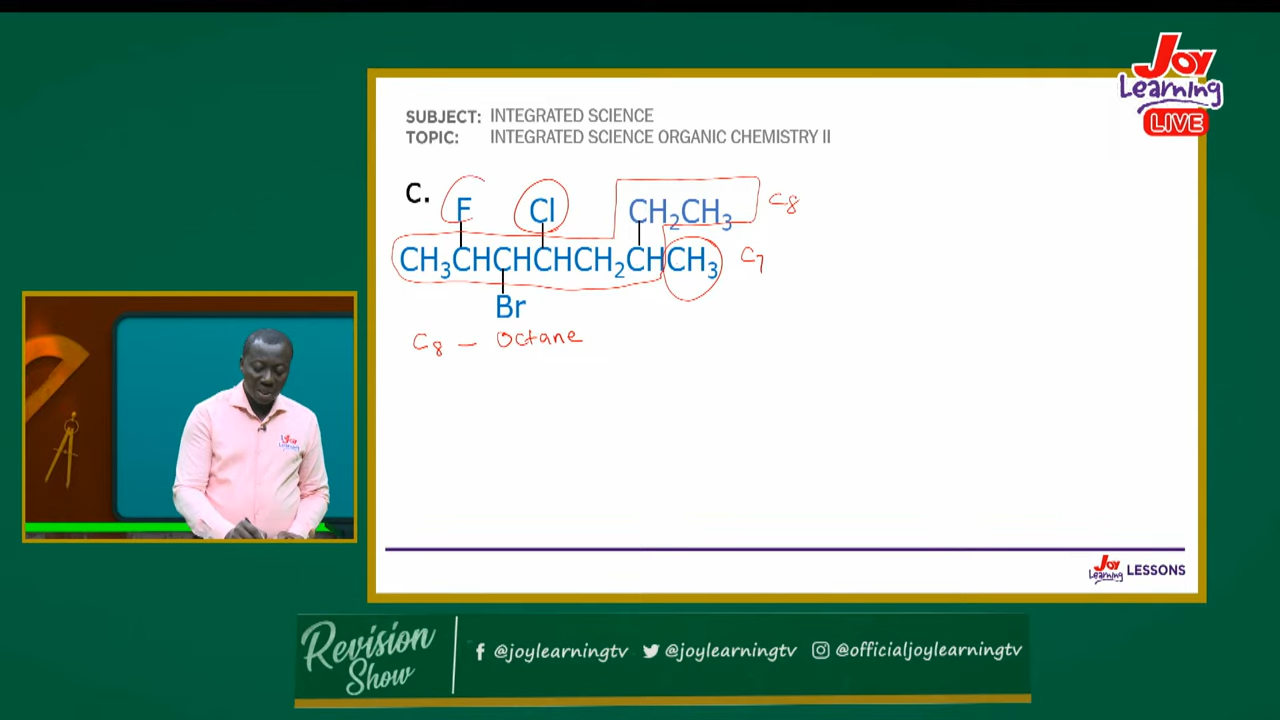 Joy
Learning
LIVE
SUBJECT: INTEGRATED SCIENCE
TOPIC: INTEGRATED SCIENCE ORGANIC CHEMISTRY II
C.
F Cl CH₂CH₃ C8
CH₃CHCHCHCH₂CHCH₃ C7
Br
C8 — Octane
Joy
Learning LESSONS
Revision
Show
@joylearningtv @joylearningtv @officialjoylearningtv